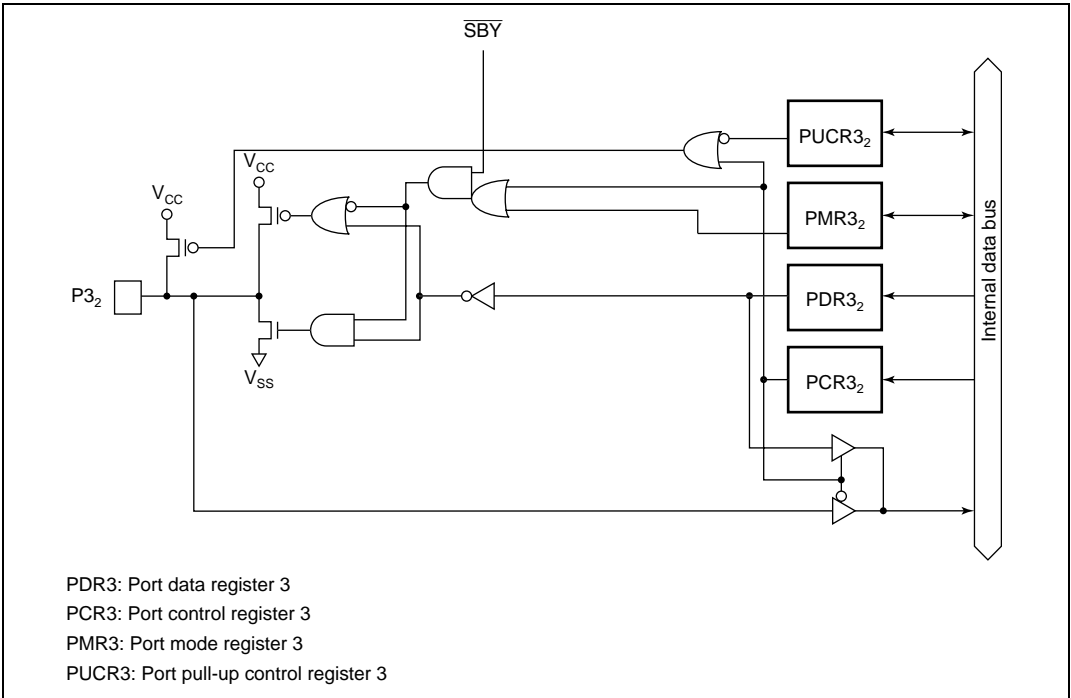 SBY
PUCR3₂
V_CC
V_CC
PMR3₂
P3₂
PDR3₂
Internal data bus
V_SS
PCR3₂
PDR3: Port data register 3
PCR3: Port control register 3
PMR3: Port mode register 3
PUCR3: Port pull-up control register 3